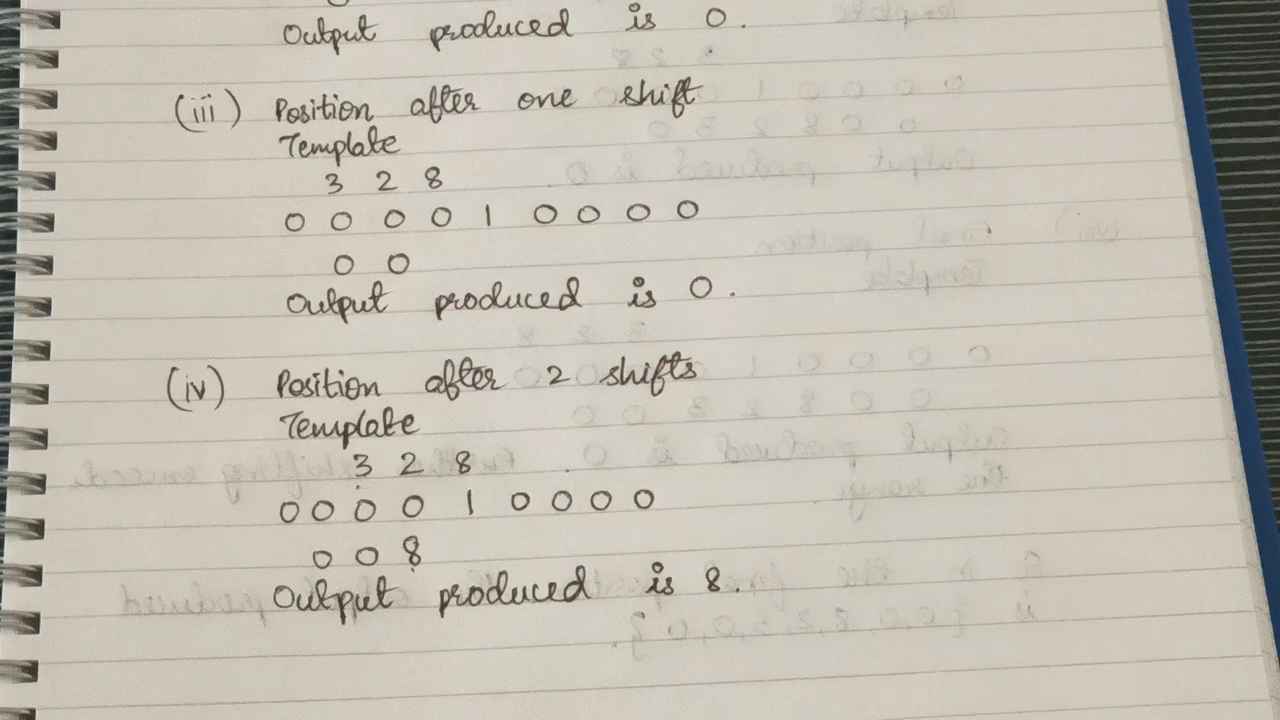 Output produced is 0.
(iii) Position after one shift
Template
3 2 8
0 0 0 0 1 0 0 0 0
0 0
Output produced is 0.
(iv) Position after 2 shifts
Template
3 2 8
0 0 0 0 1 0 0 0 0
0 0 8
Output produced is 8.